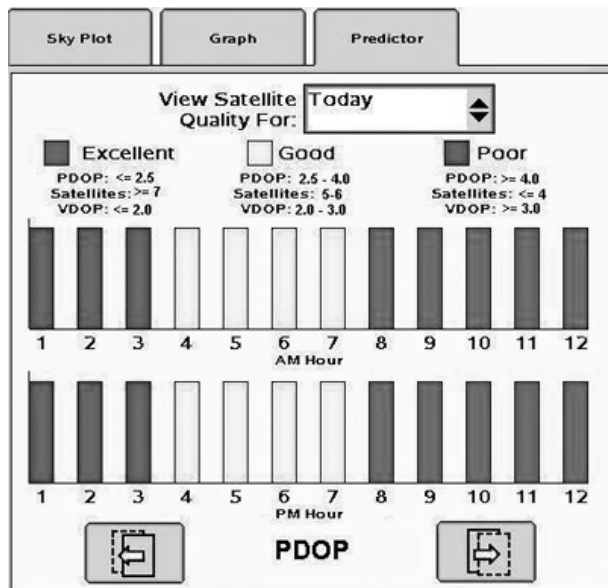 Sky Plot Graph Predictor
View Satellite Today
Quality For:
Excellent Good Poor
PDOP: <= 2.5 PDOP: 2.5 - 4.0 PDOP: >= 4.0
Satellites: >= 7 Satellites: 5-6 Satellites: <= 4
VDOP: <= 2.0 VDOP: 2.0 - 3.0 VDOP: >= 3.0
1 2 3 4 5 6 7 8 9 10 11 12
AM Hour
1 2 3 4 5 6 7 8 9 10 11 12
PM Hour
PDOP